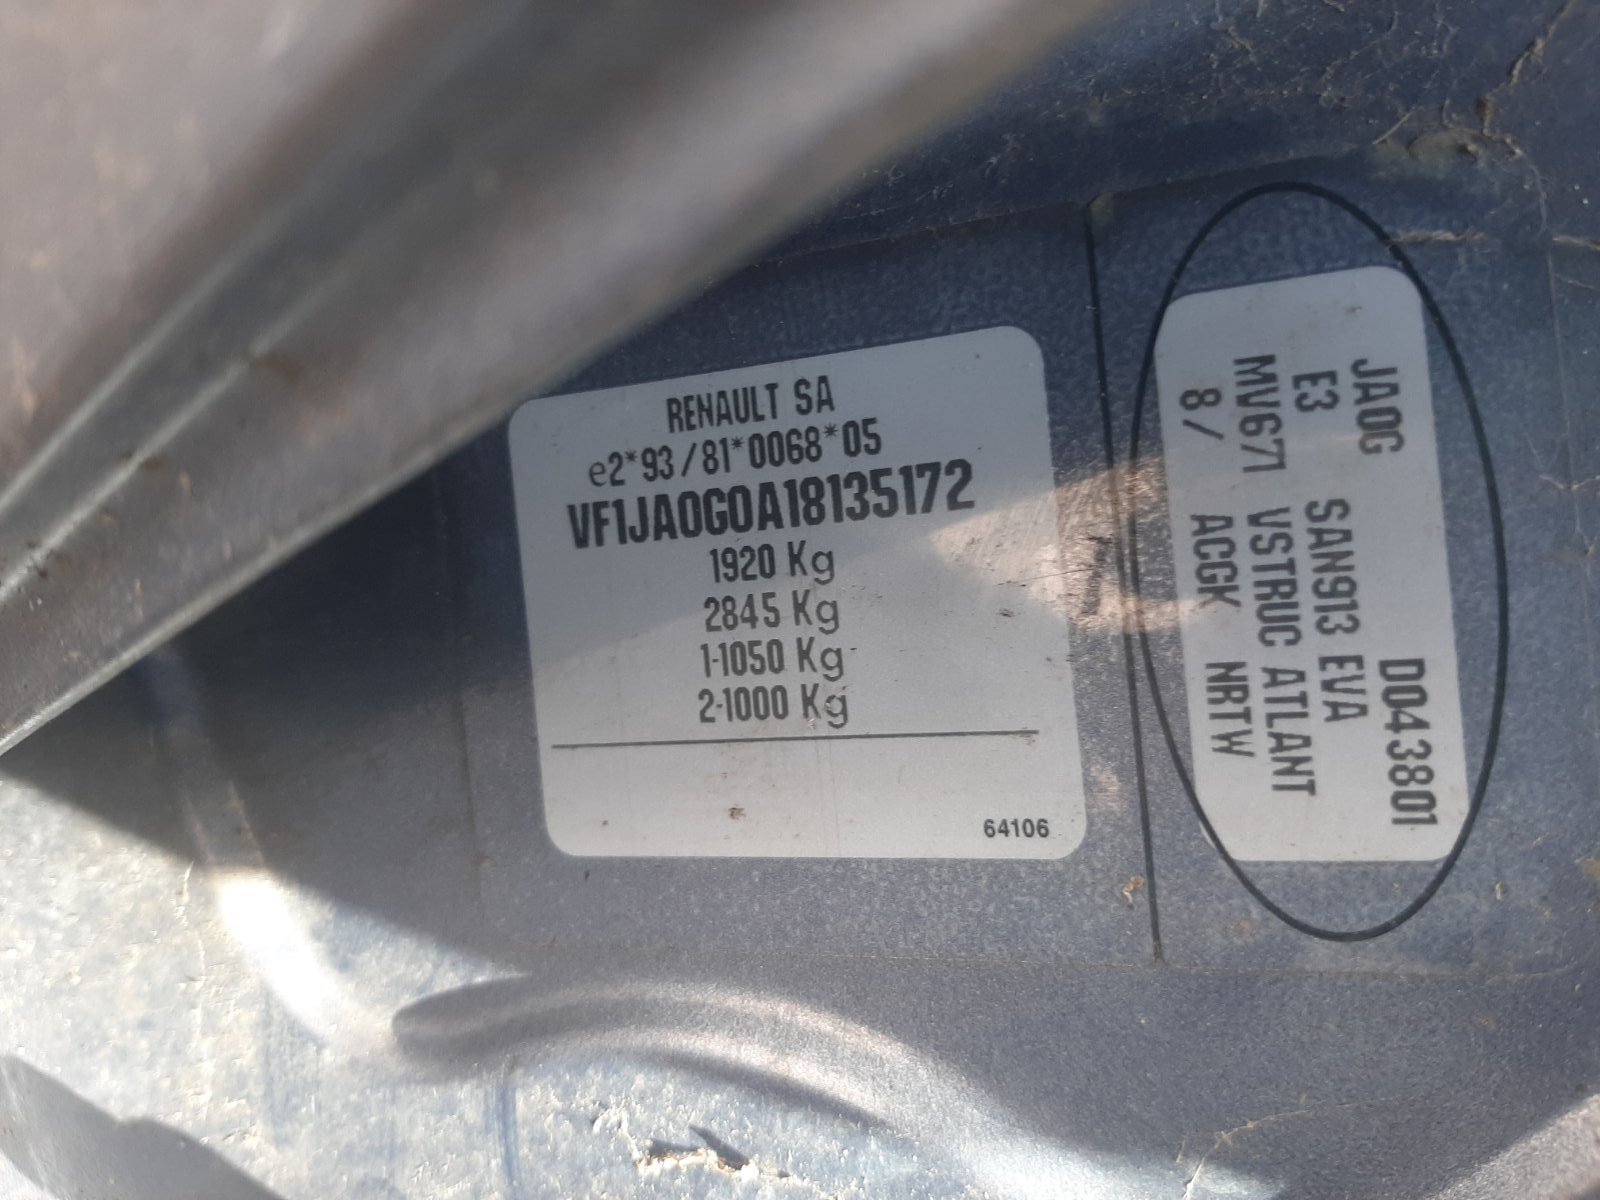 RENAULT SA
e2*93/81*0068*05
VF1JA0G0A18135172
1920 Kg
2845 Kg
1-1050 Kg
2-1000 Kg
64106
JA0G D043801
E3 SAN913 EVA
MV671 VSTRUC ATLANT
8/ ACGK NRTW